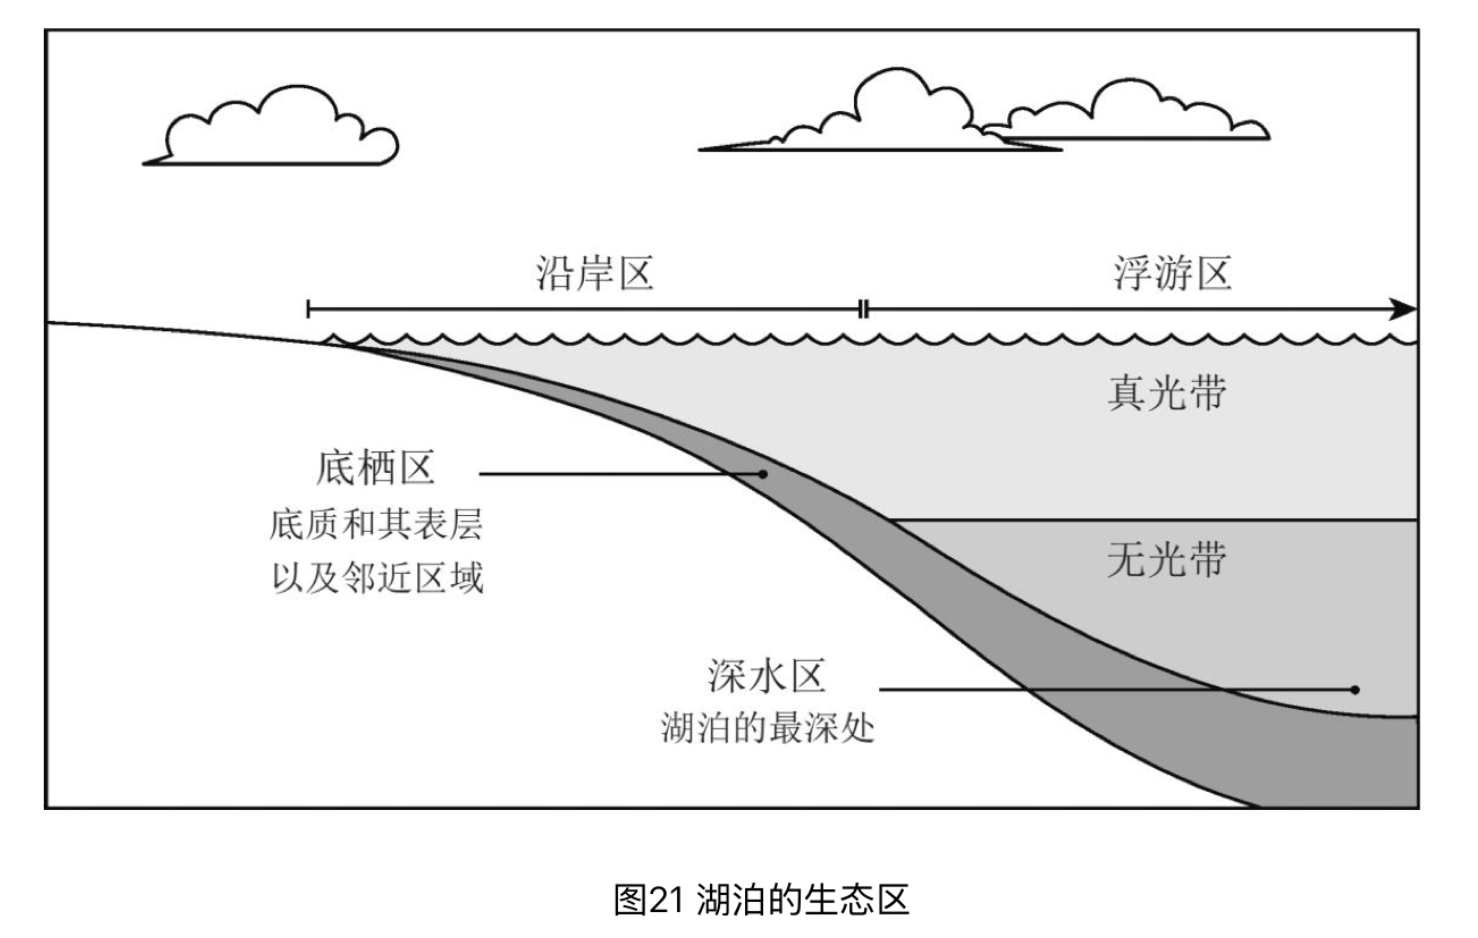 沿岸区
浮游区
真光带
底栖区
底质和其表层
以及邻近区域
无光带
深水区
湖泊的最深处
图21 湖泊的生态区